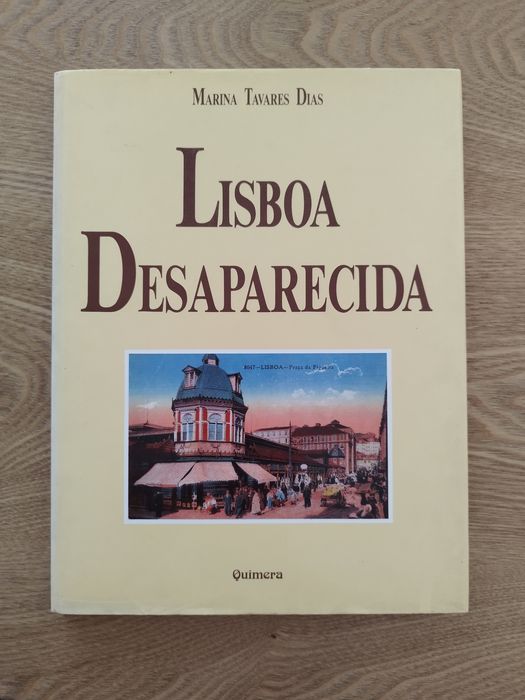 Marina Tavares Dias
Lisboa
Desaparecida
8047–LISBOA–Praça da Figueira
Quimera